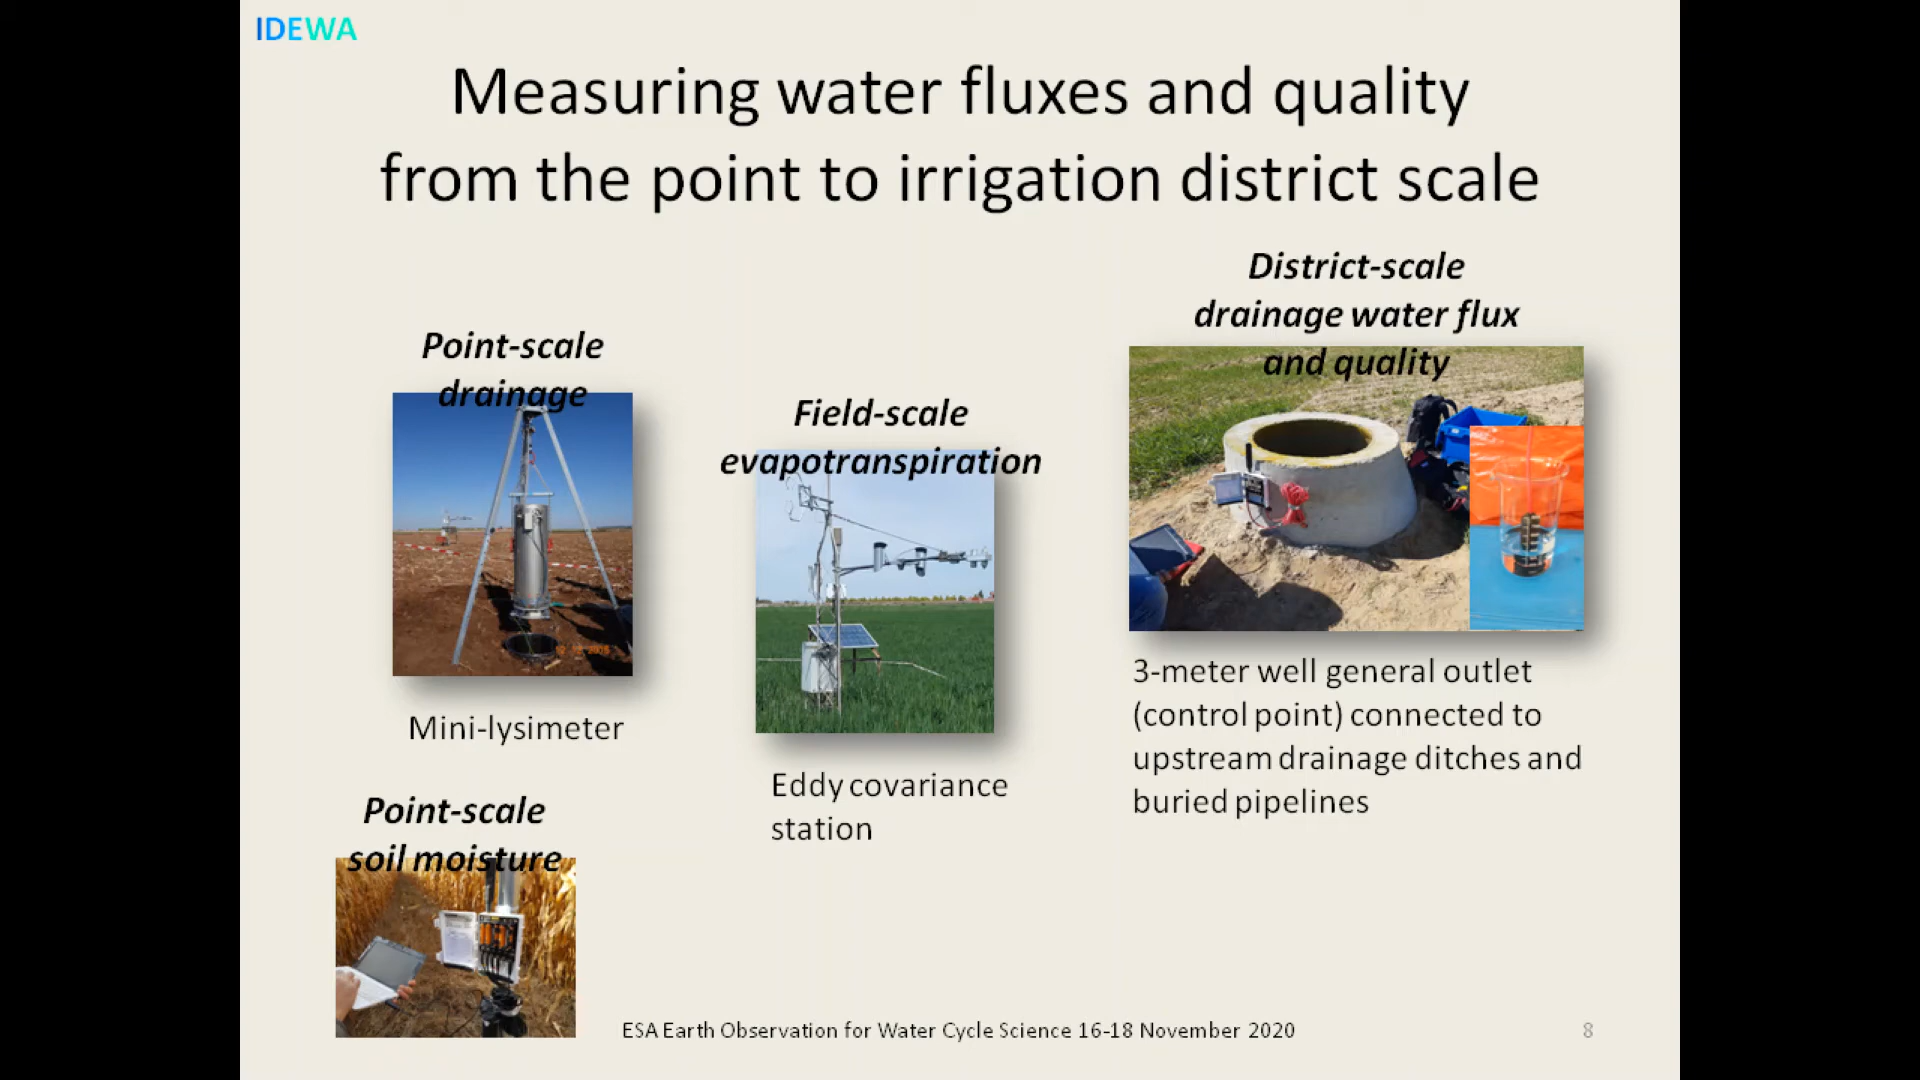 IDEWA
Measuring water fluxes and quality
from the point to irrigation district scale
Point-scale
drainage
Mini-lysimeter
Point-scale
soil moisture
Field-scale
evapotranspiration
Eddy covariance
station
District-scale
drainage water flux
and quality
3-meter well general outlet
(control point) connected to
upstream drainage ditches and
buried pipelines
ESA Earth Observation for Water Cycle Science 16-18 November 2020
8